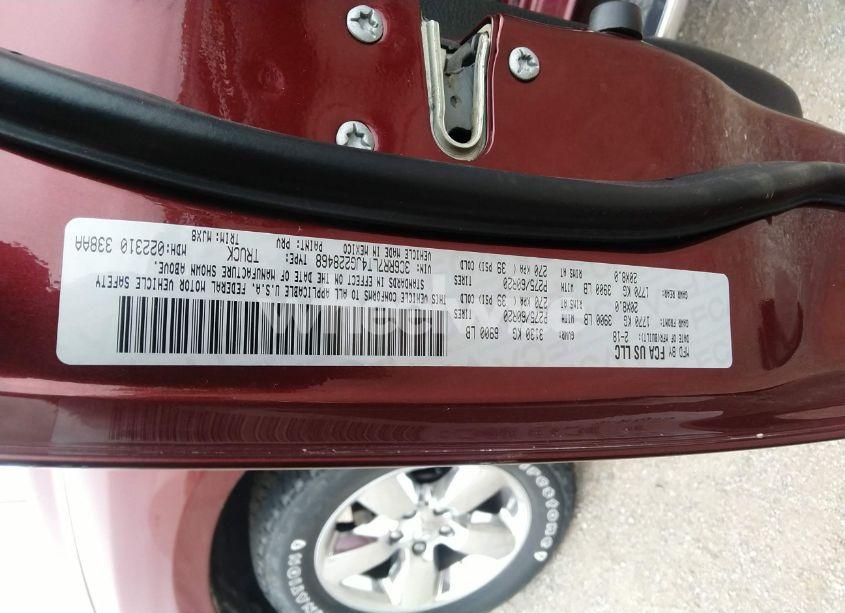 MFD BY FCA US LLC
DATE OF MFR(BUILT): 2-18 GVWR: 3130 KG 6900 LB
GAWR FRONT: 1770 KG 3900 LB WITH P275/60R20 TIRES
20X8.0 RIMS AT 270 KPA( 39 PSI) COLD
GAWR REAR: 1770 KG 3900 LB WITH P275/60R20 TIRES
20X8.0 RIMS AT 270 KPA( 39 PSI) COLD
THIS VEHICLE CONFORMS TO ALL APPLICABLE U.S.A. FEDERAL MOTOR VEHICLE SAFETY
STANDARDS IN EFFECT ON THE DATE OF MANUFACTURE SHOWN ABOVE.
VIN: 3C6RR7LT4JG228468 TYPE: TRUCK MDH:022310 338AA
VEHICLE MADE IN MEXICO PAINT: PRV TRIM: MJX8
Firestone